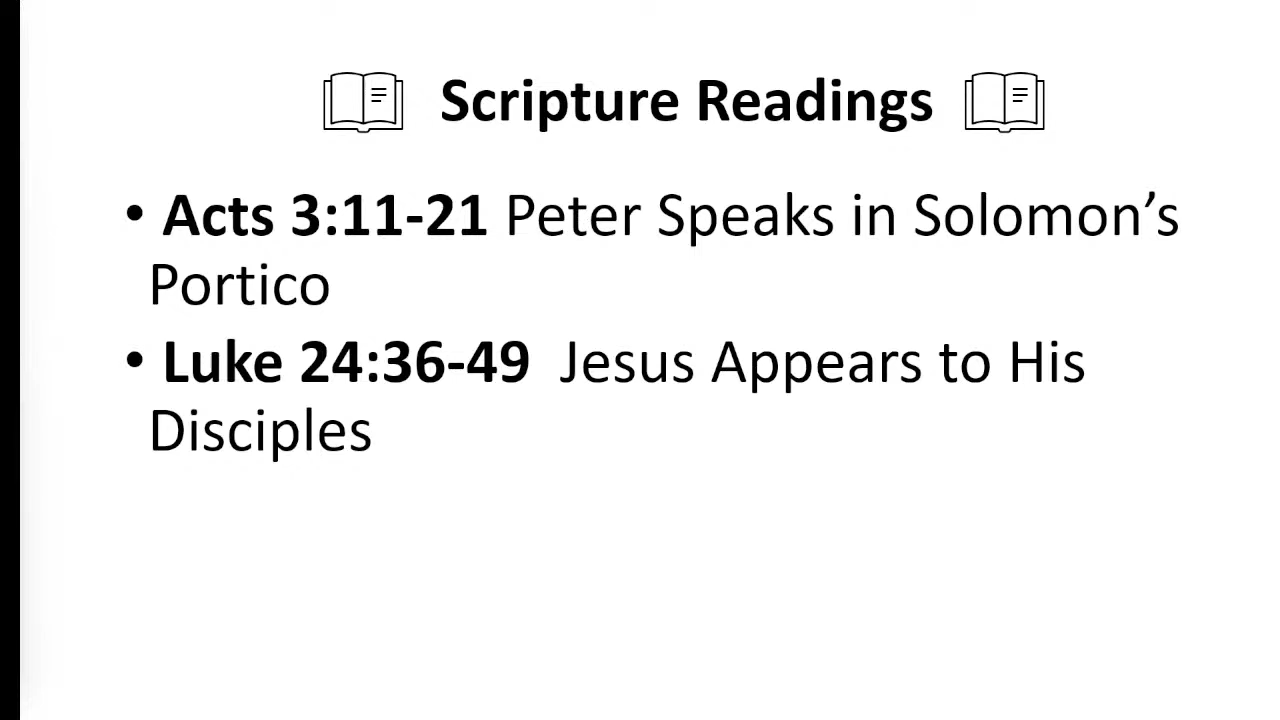 Scripture Readings
• Acts 3:11-21 Peter Speaks in Solomon’s
Portico
• Luke 24:36-49  Jesus Appears to His
Disciples